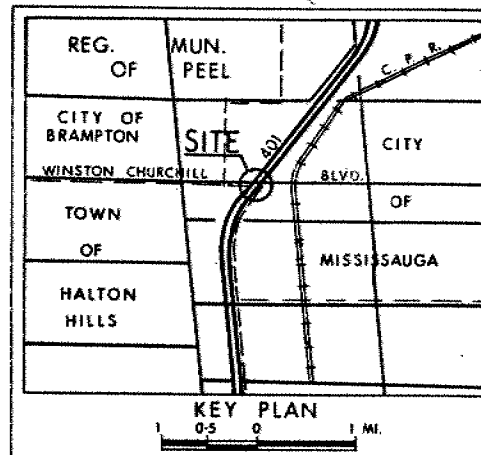 REG. MUN.
OF PEEL
C. P. R.
CITY OF
BRAMPTON
SITE
401
CITY
WINSTON CHURCHILL BLVD.
OF
TOWN
OF
MISSISSAUGA
HALTON
HILLS
KEY PLAN
1 0·5 0 1 MI.